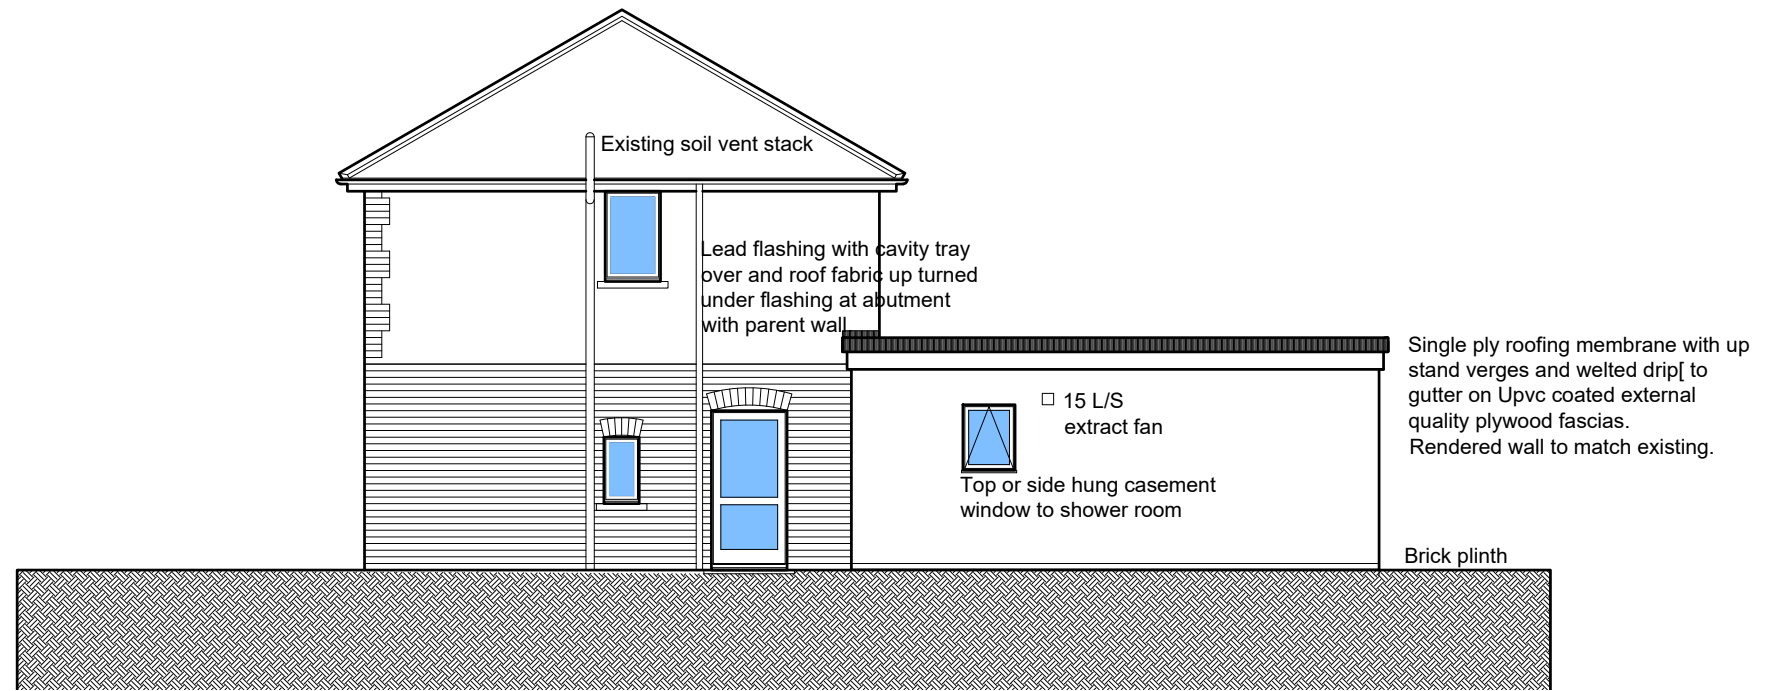 Existing soil vent stack
Lead flashing with cavity tray
over and roof fabric up turned
under flashing at abutment
with parent wall
Single ply roofing membrane with up
stand verges and welted drip[ to
gutter on Upvc coated external
quality plywood fascias.
Rendered wall to match existing.
15 L/S
extract fan
Top or side hung casement
window to shower room
Brick plinth